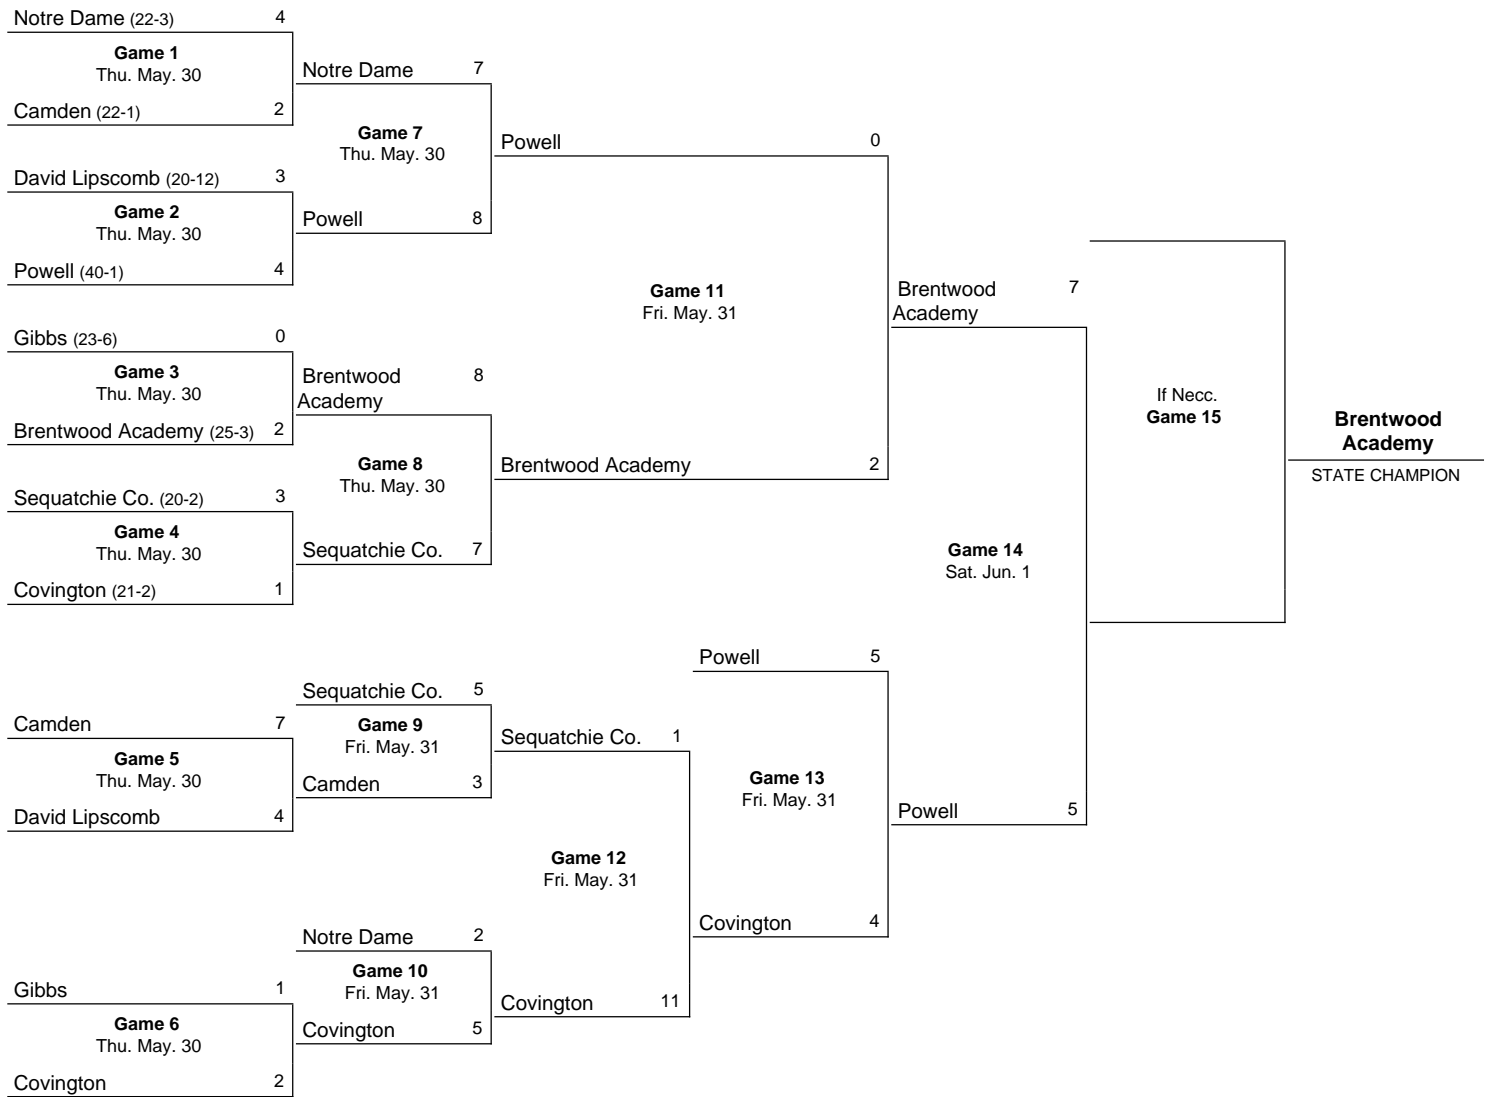 Notre Dame (22-3) 4
Game 1
Thu. May. 30
Camden (22-1) 2
David Lipscomb (20-12) 3
Game 2
Thu. May. 30
Powell (40-1) 4
Gibbs (23-6) 0
Game 3
Thu. May. 30
Brentwood Academy (25-3) 2
Sequatchie Co. (20-2) 3
Game 4
Thu. May. 30
Covington (21-2) 1
Camden 7
Game 5
Thu. May. 30
David Lipscomb 4
Gibbs 1
Game 6
Thu. May. 30
Covington 2
Notre Dame 7
Game 7
Thu. May. 30
Powell 8
Brentwood 8
Academy
Game 8
Thu. May. 30
Sequatchie Co. 7
Sequatchie Co. 5
Game 9
Fri. May. 31
Camden 3
Notre Dame 2
Game 10
Fri. May. 31
Covington 5
Powell 0
Game 11
Fri. May. 31
Brentwood Academy 2
Sequatchie Co. 1
Game 12
Fri. May. 31
Covington 11
Powell 5
Game 13
Fri. May. 31
Covington 4
Brentwood 7
Academy
Game 14
Sat. Jun. 1
Powell 5
If Necc.
Game 15
Brentwood
Academy
STATE CHAMPION